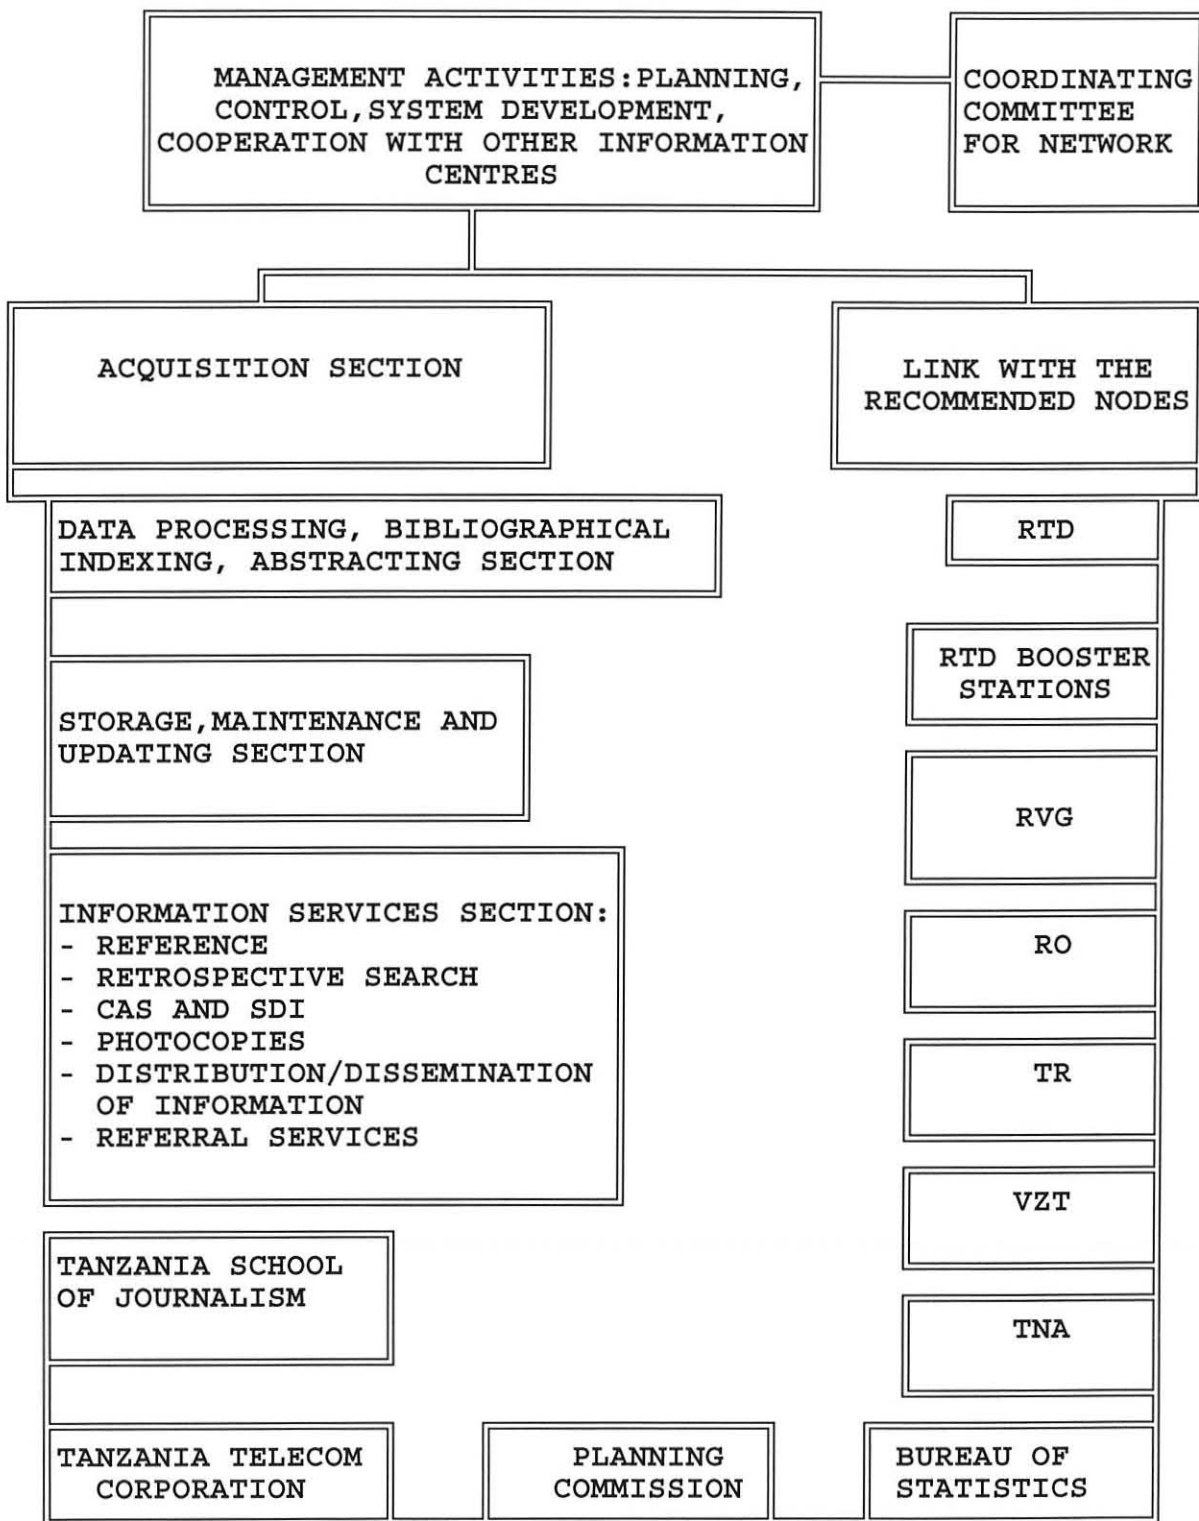 MANAGEMENT ACTIVITIES:PLANNING,
CONTROL,SYSTEM DEVELOPMENT,
COOPERATION WITH OTHER INFORMATION
CENTRES
COORDINATING
COMMITTEE
FOR NETWORK
ACQUISITION SECTION
LINK WITH THE
RECOMMENDED NODES
DATA PROCESSING, BIBLIOGRAPHICAL
INDEXING, ABSTRACTING SECTION
STORAGE,MAINTENANCE AND
UPDATING SECTION
INFORMATION SERVICES SECTION:
- REFERENCE
- RETROSPECTIVE SEARCH
- CAS AND SDI
- PHOTOCOPIES
- DISTRIBUTION/DISSEMINATION
OF INFORMATION
- REFERRAL SERVICES
RTD
RTD BOOSTER
STATIONS
RVG
RO
TR
VZT
TNA
TANZANIA SCHOOL
OF JOURNALISM
TANZANIA TELECOM
CORPORATION
PLANNING
COMMISSION
BUREAU OF
STATISTICS